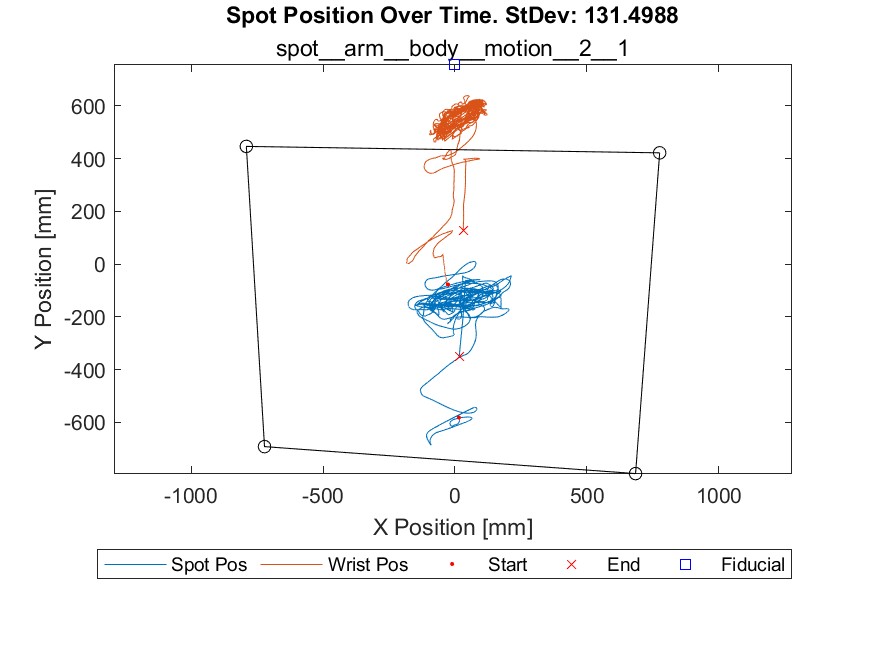 Spot Position Over Time. StDev: 131.4988
spot__arm__body__motion__2__1
600
400
200
0
-200
-400
-600
Y Position [mm]
-1000 -500 0 500 1000
X Position [mm]
Spot Pos Wrist Pos Start End Fiducial